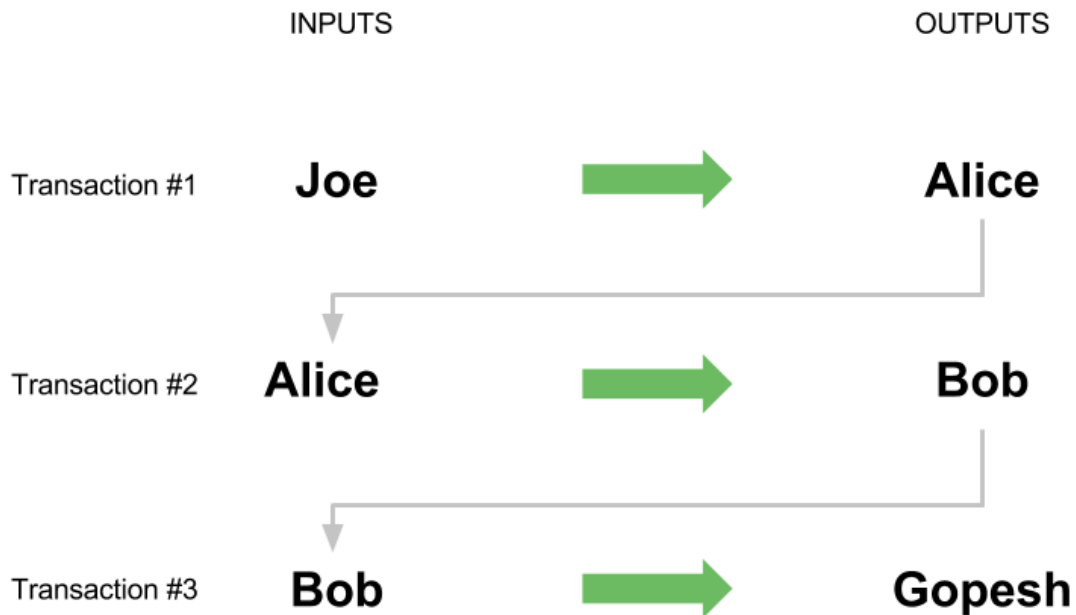 INPUTS OUTPUTS
Transaction #1 Joe Alice
Transaction #2 Alice Bob
Transaction #3 Bob Gopesh